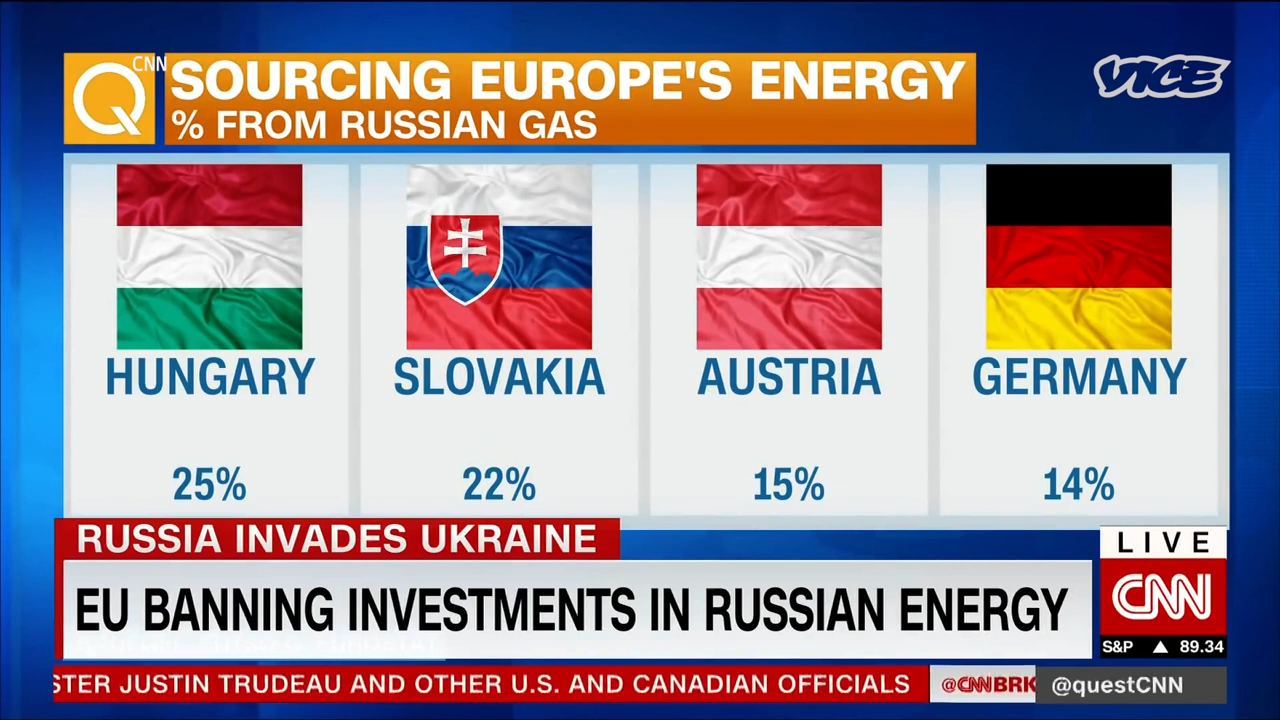 CNN
Q
SOURCING EUROPE'S ENERGY
% FROM RUSSIAN GAS
VICE
HUNGARY
SLOVAKIA
AUSTRIA
GERMANY
25%
22%
15%
14%
RUSSIA INVADES UKRAINE
EU BANNING INVESTMENTS IN RUSSIAN ENERGY
LIVE
CNN
S&P ▲ 89.34
STER JUSTIN TRUDEAU AND OTHER U.S. AND CANADIAN OFFICIALS
@CNNBRK
@questCNN